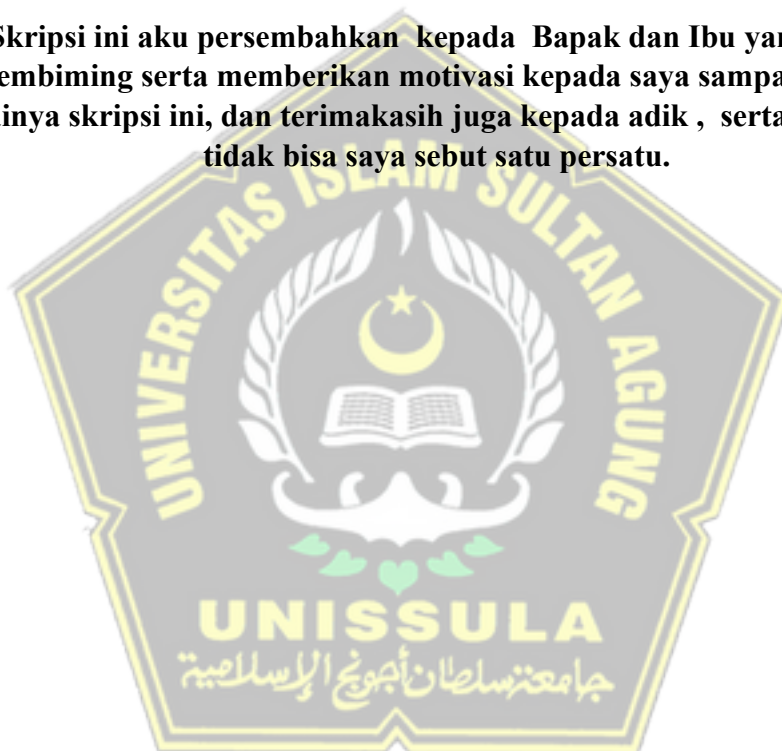 Skripsi ini aku persembahkan kepada Bapak dan Ibu yan
embiming serta memberikan motivasi kepada saya sampa
inya skripsi ini, dan terimakasih juga kepada adik , serta
tidak bisa saya sebut satu persatu.
UNIVERSITAS ISLAM SULTAN AGUNG
UNISSULA
جامعترسلطان أجونج الإسلامية